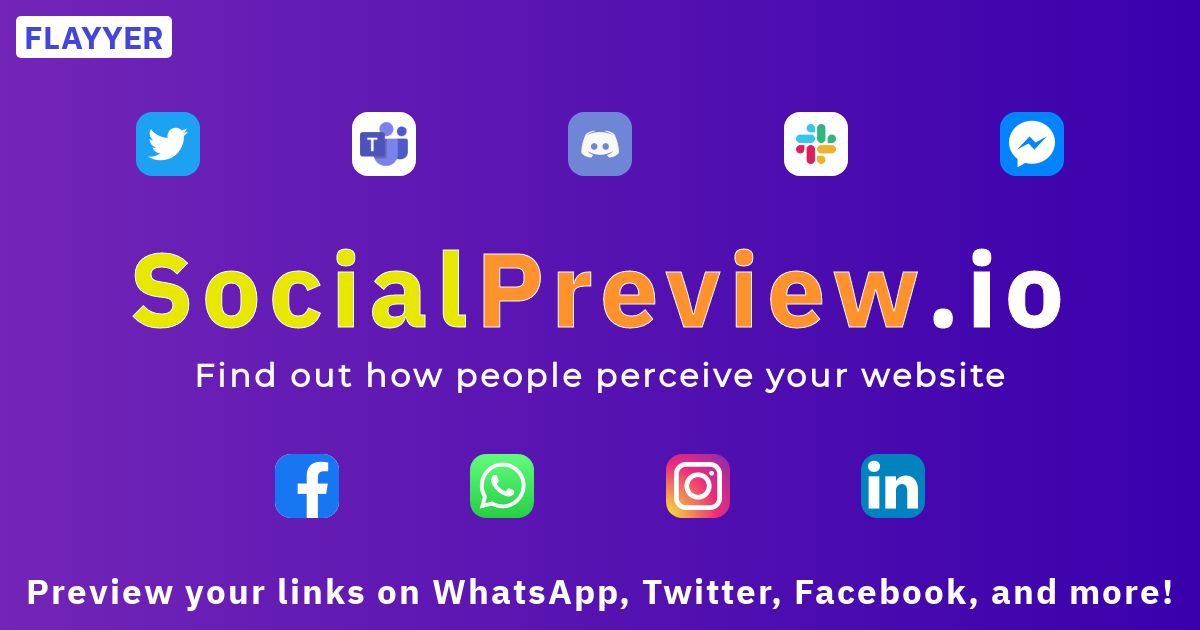 FLAYYER
T
SocialPreview.io
Find out how people perceive your website
f
in
Preview your links on WhatsApp, Twitter, Facebook, and more!